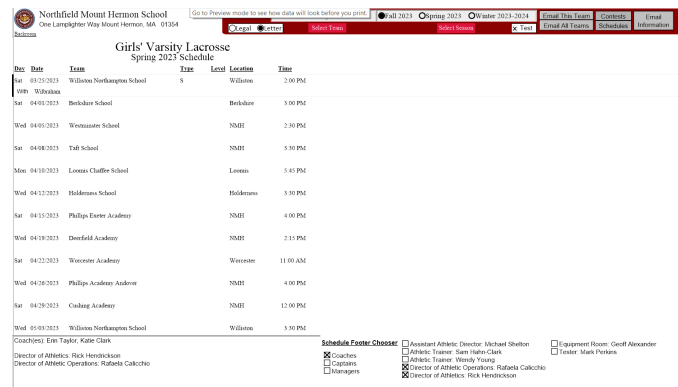 Northfield Mount Hermon School
Go to Preview mode to see how data will look before you print.
Fall 2023 Spring 2023 Winter 2023-2024
Email This Team Contests Email Information
One Lamplighter Way Mount Hermon, MA 01354
Legal Letter Select Team Select Season x Test Email All Teams Schedules
Backroom
Girls' Varsity Lacrosse
Spring 2023 Schedule
Day Date Team Type Level Location Time
Sat 03/25/2023 Williston Northampton School S Williston 2:00 PM
With Wilbraham
Sat 04/01/2023 Berkshire School Berkshire 3:00 PM
Wed 04/05/2023 Westminster School NMH 2:30 PM
Sat 04/08/2023 Taft School NMH 3:30 PM
Mon 04/10/2023 Loomis Chaffee School Loomis 5:45 PM
Wed 04/12/2023 Holderness School Holderness 3:30 PM
Sat 04/15/2023 Phillips Exeter Academy NMH 4:00 PM
Wed 04/19/2023 Deerfield Academy NMH 2:15 PM
Sat 04/22/2023 Worcester Academy Worcester 11:00 AM
Wed 04/26/2023 Phillips Academy Andover NMH 4:00 PM
Sat 04/29/2023 Cushing Academy NMH 12:00 PM
Wed 05/03/2023 Williston Northampton School Williston 3:30 PM
Coach(es): Erin Taylor, Katie Clark
Director of Athletics: Rick Hendrickson
Director of Athletic Operations: Rafaela Calicchio
Schedule Footer Chooser
Coaches
Captains
Managers
Assistant Athletic Director: Michael Shelton
Athletic Trainer: Sam Hahn-Clark
Athletic Trainer: Wendy Young
Director of Athletic Operations: Rafaela Calicchio
Director of Athletics: Rick Hendrickson
Equipment Room: Geoff Alexander
Tester: Mark Perkins